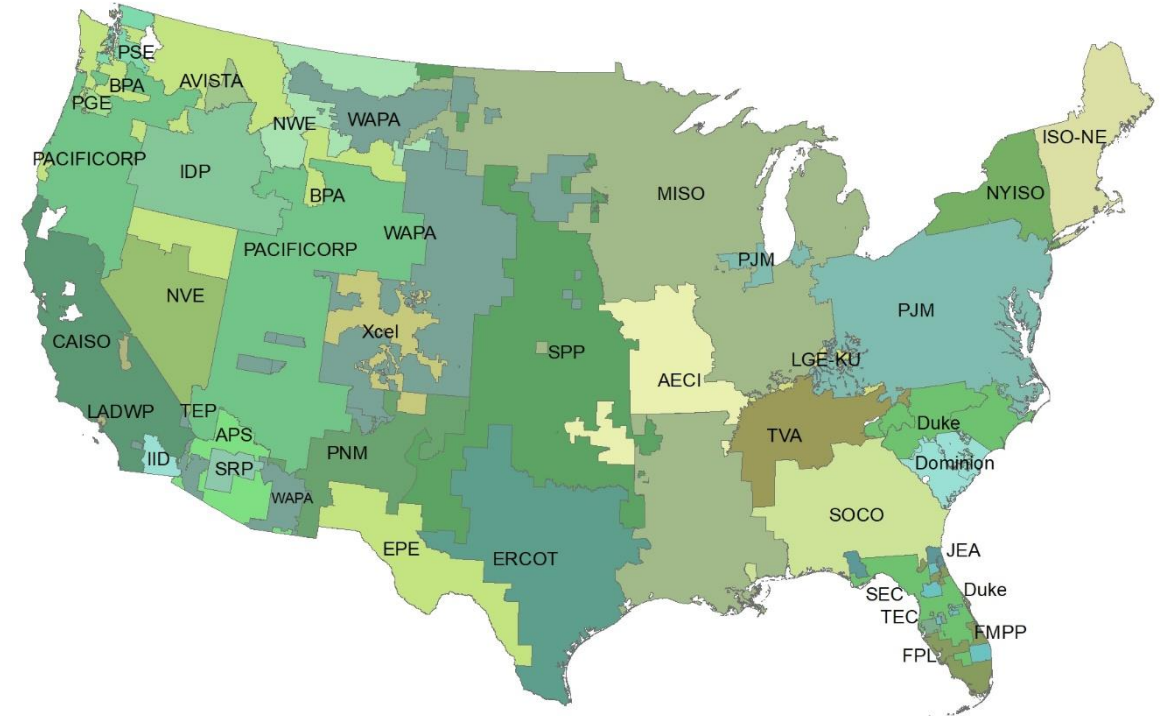 PSE
BPA
PGE
AVISTA
NWE
WAPA
ISO-NE
PACIFICORP
IDP
BPA
MISO
NYISO
PACIFICORP
WAPA
PJM
NVE
Xcel
PJM
CAISO
SPP
LGE-KU
AECI
LADWP
TEP
APS
TVA
Duke
IID
SRP
PNM
Dominion
WAPA
SOCO
EPE
ERCOT
JEA
SEC
Duke
TEC
FMPP
FPL